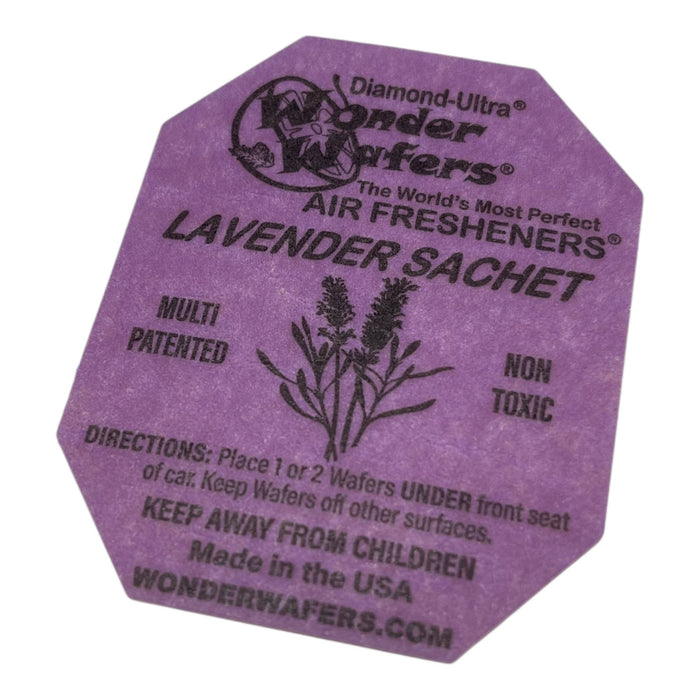 Diamond-Ultra®
Wonder
Wafers®
The World's Most Perfect
AIR FRESHENERS®
LAVENDER SACHET
MULTI
PATENTED
NON
TOXIC
DIRECTIONS: Place 1 or 2 Wafers UNDER front seat
of car. Keep Wafers off other surfaces.
KEEP AWAY FROM CHILDREN
Made in the USA
WONDERWAFERS.COM